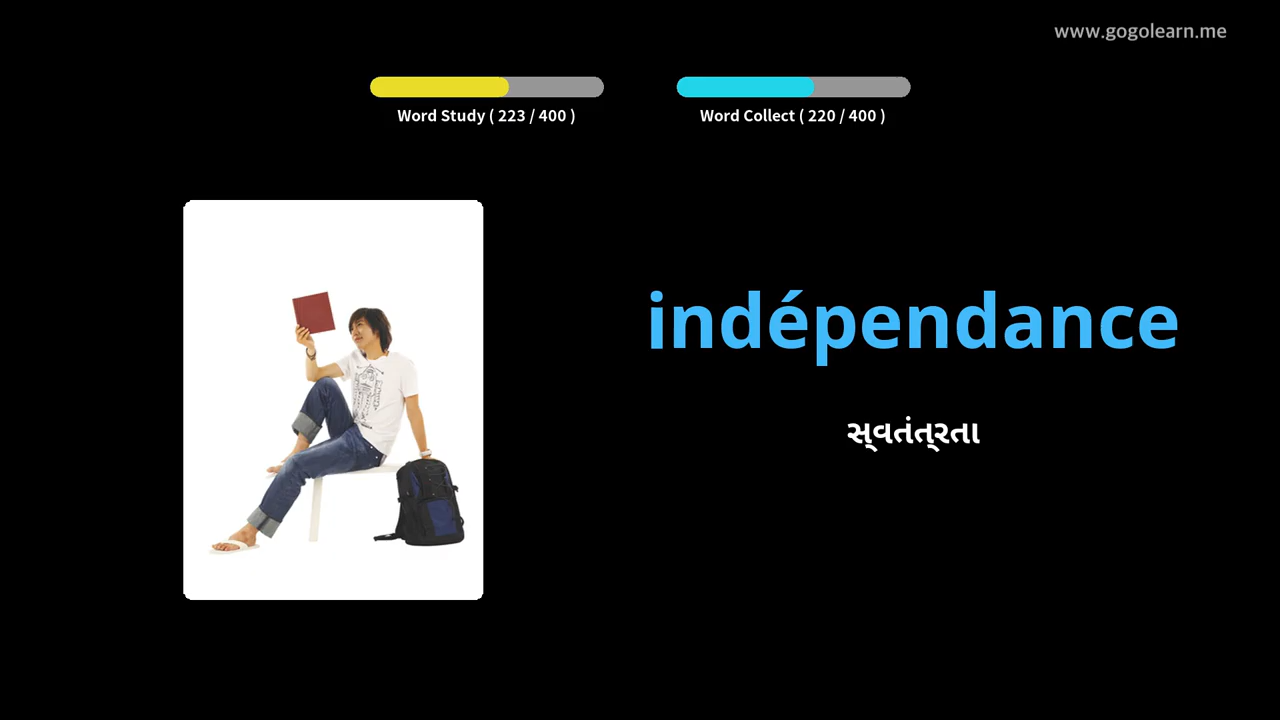 www.gogolearn.me
Word Study ( 223 / 400 )
Word Collect ( 220 / 400 )
indépendance
સ્વતંત્રતા